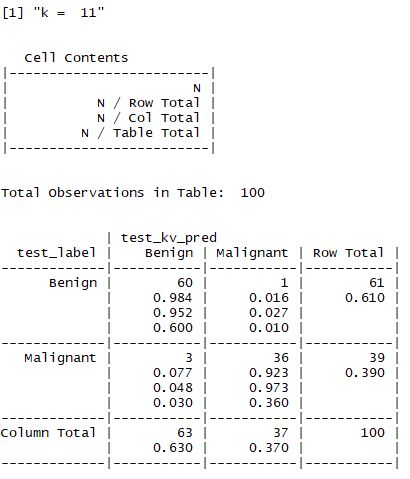 [1] "k =  11"
   Cell Contents
|-------------------------|
|                       N |
|           N / Row Total |
|           N / Col Total |
|         N / Table Total |
|-------------------------|
Total Observations in Table:  100
             | test_kv_pred
  test_label |    Benign | Malignant | Row Total |
-------------|-----------|-----------|-----------|
      Benign |        60 |         1 |        61 |
             |     0.984 |     0.016 |     0.610 |
             |     0.952 |     0.027 |           |
             |     0.600 |     0.010 |           |
-------------|-----------|-----------|-----------|
   Malignant |         3 |        36 |        39 |
             |     0.077 |     0.923 |     0.390 |
             |     0.048 |     0.973 |           |
             |     0.030 |     0.360 |           |
-------------|-----------|-----------|-----------|
Column Total |        63 |        37 |       100 |
             |     0.630 |     0.370 |           |
-------------|-----------|-----------|-----------|